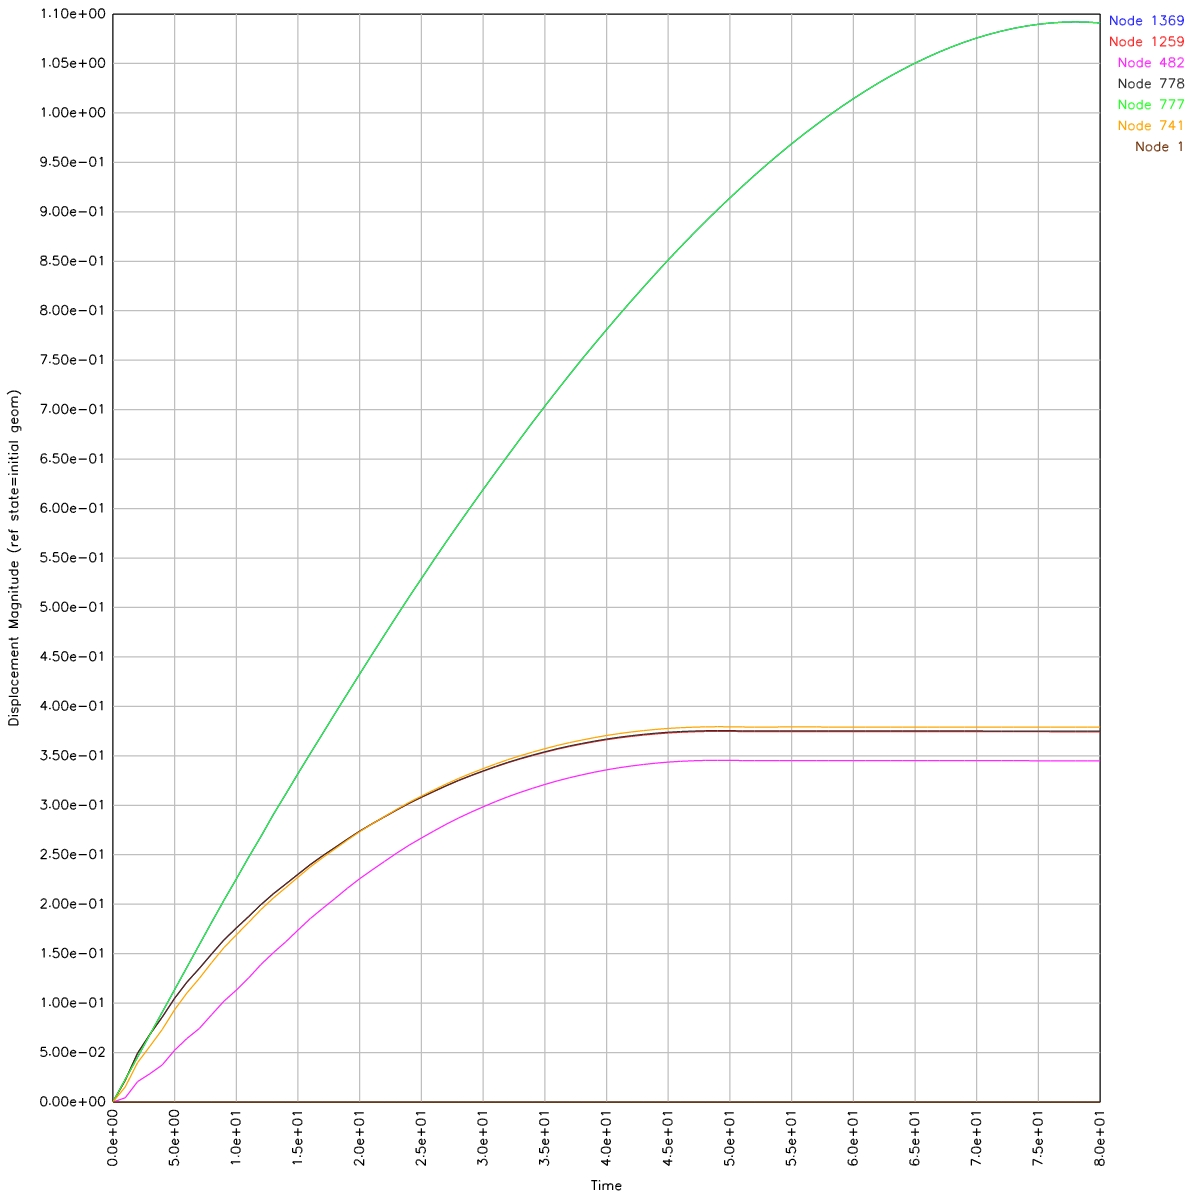 1.10e+00
1.05e+00
1.00e+00
9.50e−01
9.00e−01
8.50e−01
8.00e−01
7.50e−01
7.00e−01
6.50e−01
6.00e−01
5.50e−01
5.00e−01
4.50e−01
4.00e−01
3.50e−01
3.00e−01
2.50e−01
2.00e−01
1.50e−01
1.00e−01
5.00e−02
0.00e+00
Displacement Magnitude (ref state=initial geom)
0.0e+00
5.0e+00
1.0e+01
1.5e+01
2.0e+01
2.5e+01
3.0e+01
3.5e+01
4.0e+01
4.5e+01
5.0e+01
5.5e+01
6.0e+01
6.5e+01
7.0e+01
7.5e+01
8.0e+01
Time
Node 1369
Node 1259
Node 482
Node 778
Node 777
Node 741
Node 1